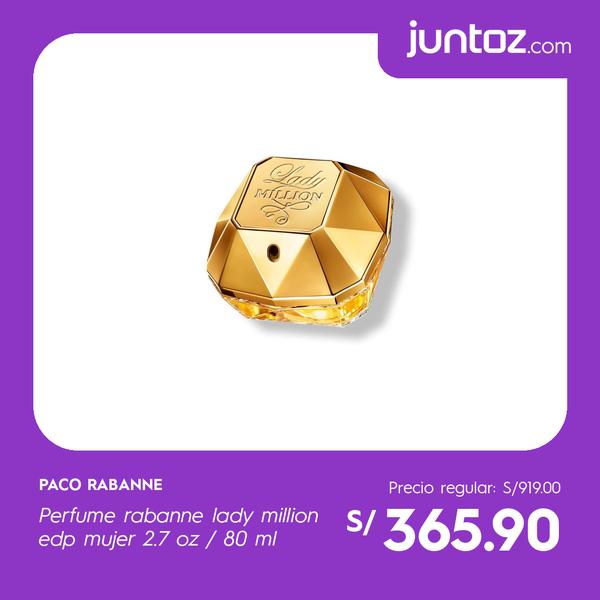 juntoz.com
Lady
MILLION
PACO RABANNE
Perfume rabanne lady million
edp mujer 2.7 oz / 80 ml
Precio regular: S/919.00
S/ 365.90